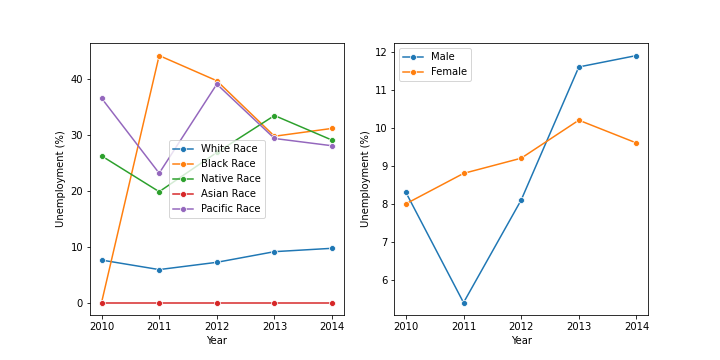 40
30
20
10
0
Unemployment (%)
2010 2011 2012 2013 2014
Year
White Race
Black Race
Native Race
Asian Race
Pacific Race
12
11
10
9
8
7
6
Unemployment (%)
2010 2011 2012 2013 2014
Year
Male
Female